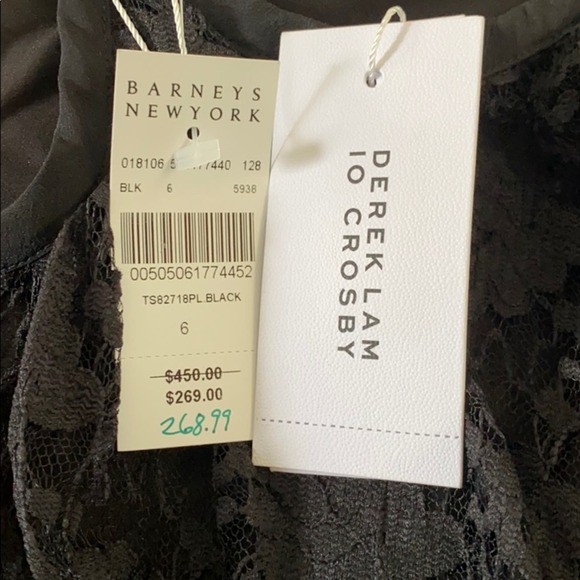 BARNEYS
NEWYORK
018106 77440 128
BLK 6 5938
00505061774452
TS82718PL.BLACK
6
$450.00
$269.00
268.99
DEREK LAM
10 CROSBY